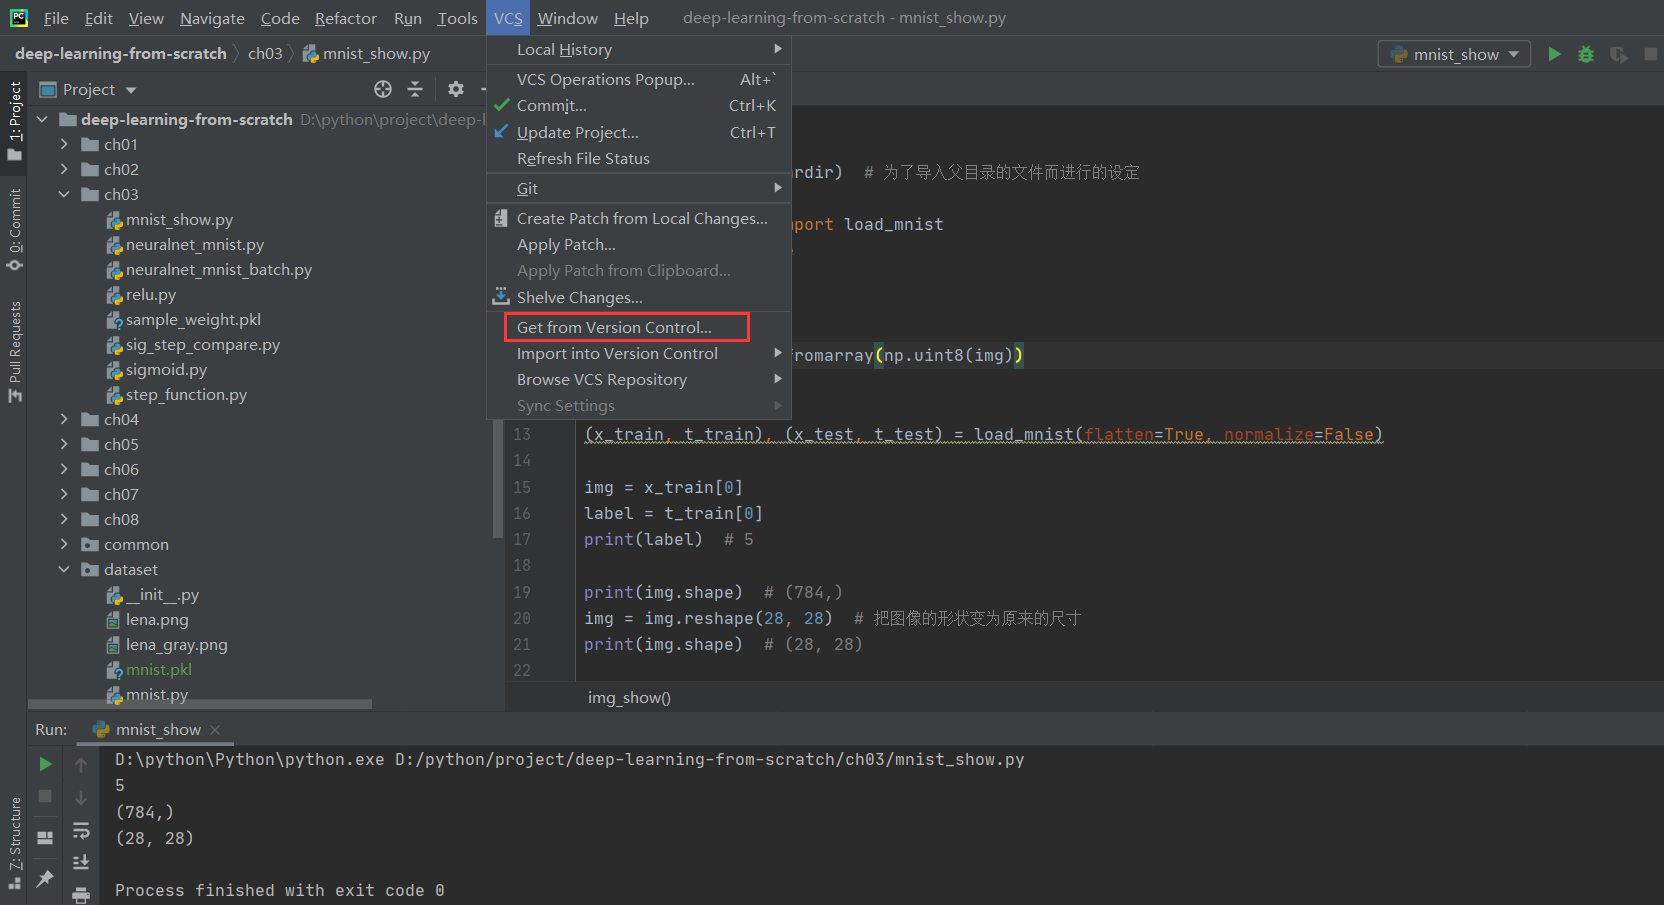 PC File Edit View Navigate Code Refactor Run Tools VCS Window Help deep-learning-from-scratch - mnist_show.py
deep-learning-from-scratch ch03 mnist_show.py
mnist_show
1: Project
0: Commit
Pull Requests
Z: Structure
Project
deep-learning-from-scratch D:\python\project\deep-l
ch01
ch02
ch03
mnist_show.py
neuralnet_mnist.py
neuralnet_mnist_batch.py
relu.py
sample_weight.pkl
sig_step_compare.py
sigmoid.py
step_function.py
ch04
ch05
ch06
ch07
ch08
common
dataset
__init__.py
lena.png
lena_gray.png
mnist.pkl
mnist.py
Local History
VCS Operations Popup... Alt+`
Commit... Ctrl+K
Update Project... Ctrl+T
Refresh File Status
Git
Create Patch from Local Changes...
Apply Patch...
Apply Patch from Clipboard...
Shelve Changes...
Get from Version Control...
Import into Version Control
Browse VCS Repository
Sync Settings
rdir) # 为了导入父目录的文件而进行的设定
port load_mnist
romarray(np.uint8(img))
13 (x_train, t_train), (x_test, t_test) = load_mnist(flatten=True, normalize=False)
14
15 img = x_train[0]
16 label = t_train[0]
17 print(label) # 5
18
19 print(img.shape) # (784,)
20 img = img.reshape(28, 28) # 把图像的形状变为原来的尺寸
21 print(img.shape) # (28, 28)
22
img_show()
Run: mnist_show
D:\python\Python\python.exe D:/python/project/deep-learning-from-scratch/ch03/mnist_show.py
5
(784,)
(28, 28)
Process finished with exit code 0